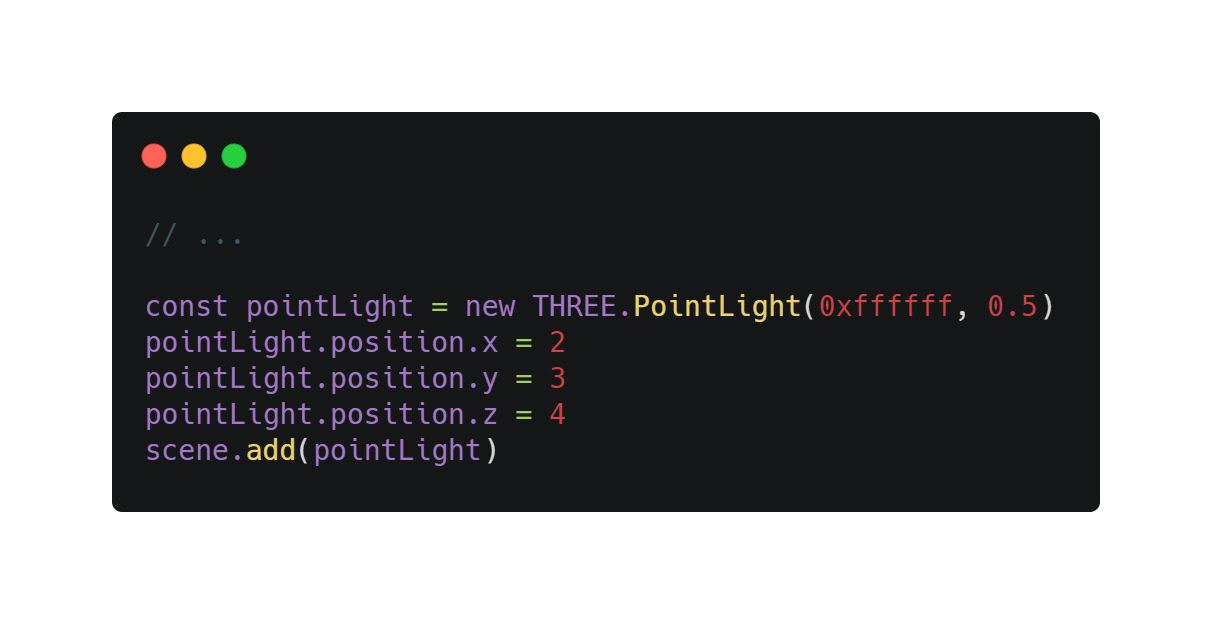 // ...
const pointLight = new THREE.PointLight(0xffffff, 0.5)
pointLight.position.x = 2
pointLight.position.y = 3
pointLight.position.z = 4
scene.add(pointLight)